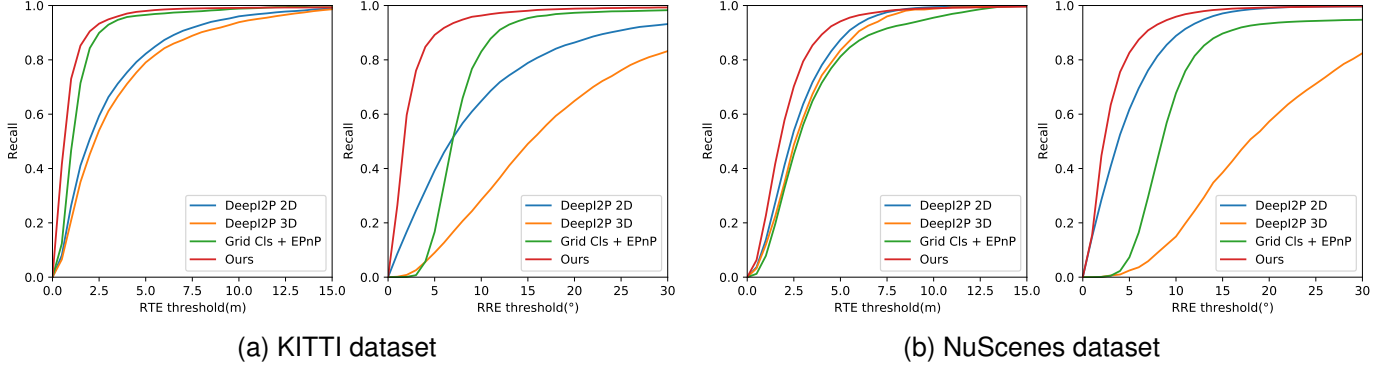 1.0
0.8
0.6
0.4
0.2
0.0
Recall
0.0 2.5 5.0 7.5 10.0 12.5 15.0
RTE threshold(m)
DeepI2P 2D
DeepI2P 3D
Grid Cls + EPnP
Ours
1.0
0.8
0.6
0.4
0.2
0.0
Recall
0 5 10 15 20 25 30
RRE threshold(°)
DeepI2P 2D
DeepI2P 3D
Grid Cls + EPnP
Ours
(a) KITTI dataset
1.0
0.8
0.6
0.4
0.2
0.0
Recall
0.0 2.5 5.0 7.5 10.0 12.5 15.0
RTE threshold(m)
DeepI2P 2D
DeepI2P 3D
Grid Cls + EPnP
Ours
1.0
0.8
0.6
0.4
0.2
0.0
Recall
0 5 10 15 20 25 30
RRE threshold(°)
DeepI2P 2D
DeepI2P 3D
Grid Cls + EPnP
Ours
(b) NuScenes dataset